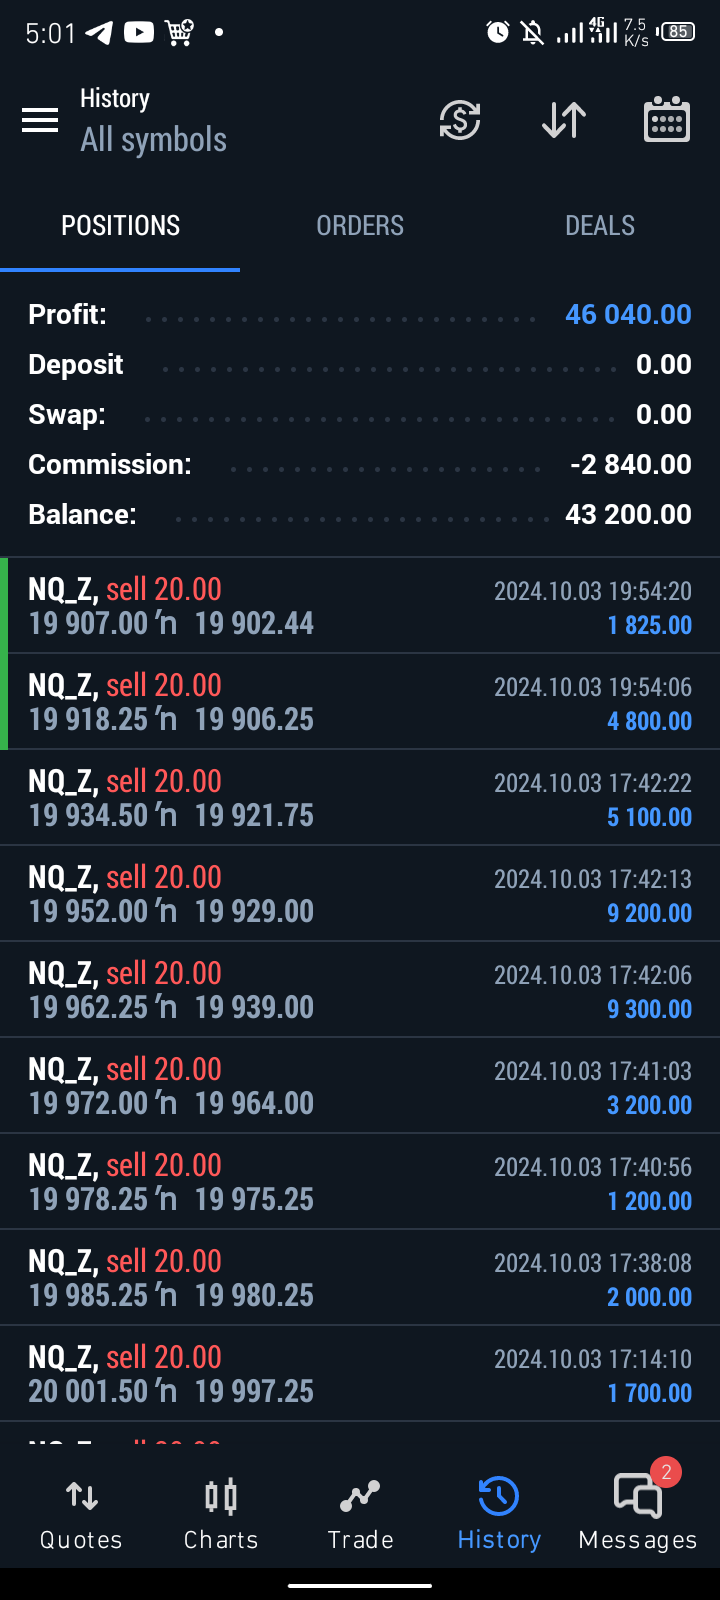 5:01
4G
7.5
K/s
85
History
All symbols
POSITIONS
ORDERS
DEALS
Profit: 46 040.00
Deposit 0.00
Swap: 0.00
Commission: -2 840.00
Balance: 43 200.00
NQ_Z, sell 20.00 2024.10.03 19:54:20
19 907.00 'n 19 902.44 1 825.00
NQ_Z, sell 20.00 2024.10.03 19:54:06
19 918.25 'n 19 906.25 4 800.00
NQ_Z, sell 20.00 2024.10.03 17:42:22
19 934.50 'n 19 921.75 5 100.00
NQ_Z, sell 20.00 2024.10.03 17:42:13
19 952.00 'n 19 929.00 9 200.00
NQ_Z, sell 20.00 2024.10.03 17:42:06
19 962.25 'n 19 939.00 9 300.00
NQ_Z, sell 20.00 2024.10.03 17:41:03
19 972.00 'n 19 964.00 3 200.00
NQ_Z, sell 20.00 2024.10.03 17:40:56
19 978.25 'n 19 975.25 1 200.00
NQ_Z, sell 20.00 2024.10.03 17:38:08
19 985.25 'n 19 980.25 2 000.00
NQ_Z, sell 20.00 2024.10.03 17:14:10
20 001.50 'n 19 997.25 1 700.00
2
Quotes
Charts
Trade
History
Messages